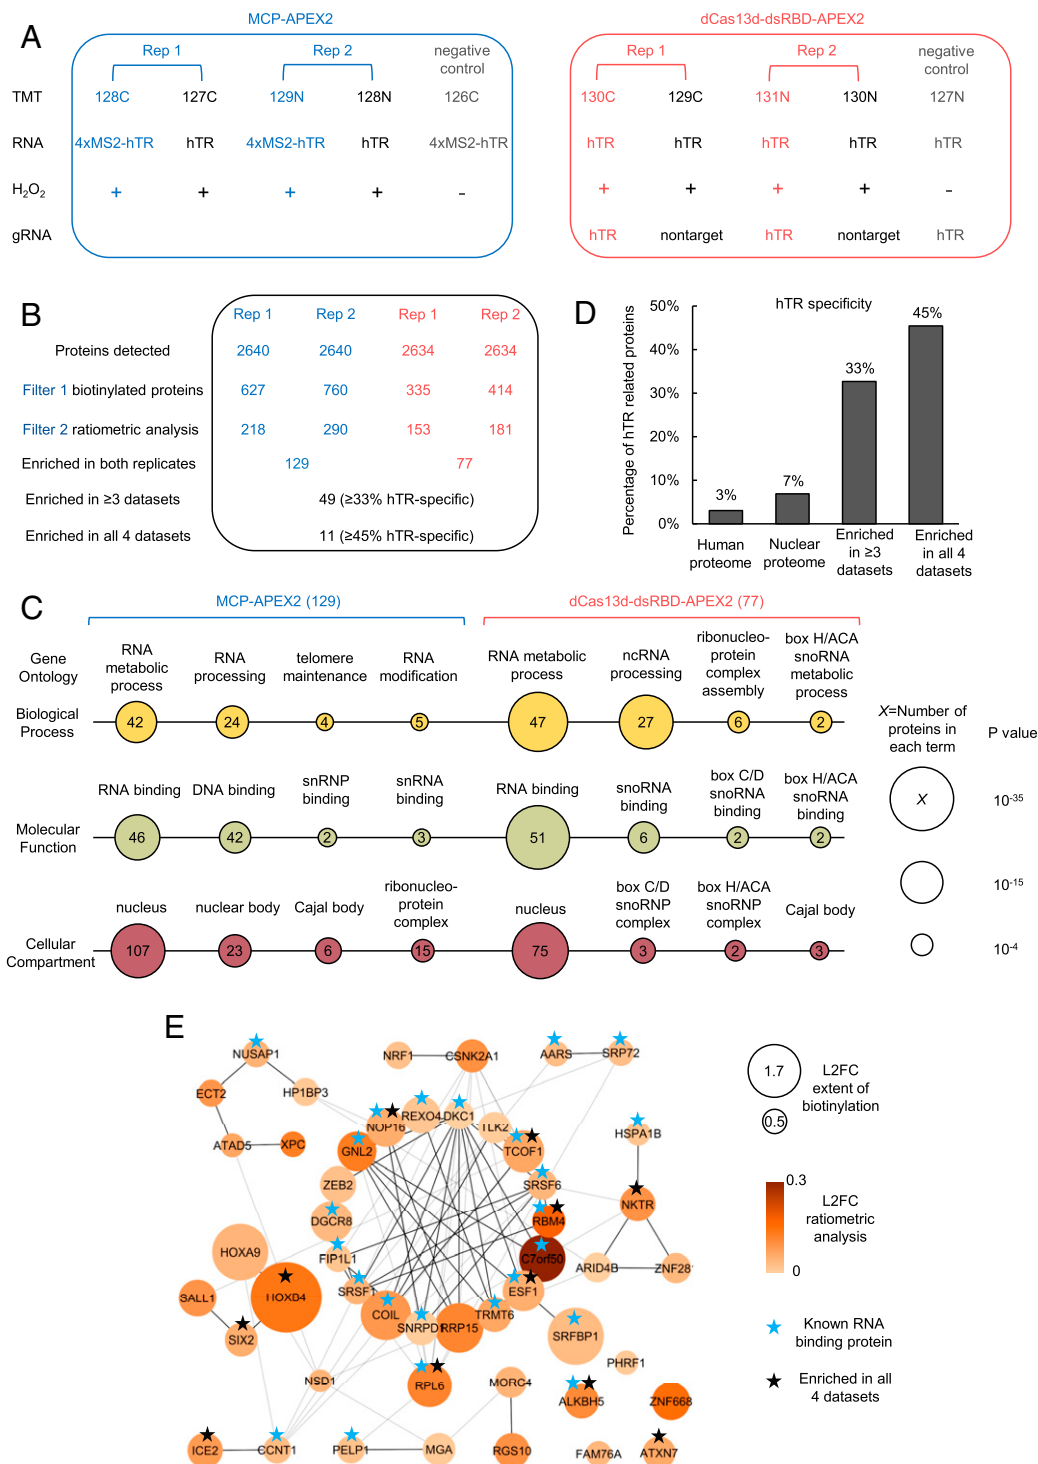 A
MCP-APEX2
dCas13d-dsRBD-APEX2
Rep 1
Rep 2
negative
control
Rep 1
Rep 2
negative
control
TMT
128C
127C
129N
128N
126C
130C
129C
131N
130N
127N
RNA
4xMS2-hTR
hTR
4xMS2-hTR
hTR
4xMS2-hTR
hTR
hTR
hTR
hTR
hTR
H₂O₂
+
+
+
+
-
+
+
+
+
-
gRNA
hTR
nontarget
hTR
nontarget
hTR
B
Rep 1
Rep 2
Rep 1
Rep 2
Proteins detected
2640
2640
2634
2634
Filter 1 biotinylated proteins
627
760
335
414
Filter 2 ratiometric analysis
218
290
153
181
Enriched in both replicates
129
77
Enriched in ≥3 datasets
49 (≥33% hTR-specific)
Enriched in all 4 datasets
11 (≥45% hTR-specific)
D
hTR specificity
Percentage of hTR related proteins
50%
40%
30%
20%
10%
0%
3%
7%
33%
45%
Human
proteome
Nuclear
proteome
Enriched
in ≥3
datasets
Enriched
in all 4
datasets
C
MCP-APEX2 (129)
dCas13d-dsRBD-APEX2 (77)
Gene
Ontology
RNA
metabolic
process
RNA
processing
telomere
maintenance
RNA
modification
RNA metabolic
process
ncRNA
processing
ribonucleo-
protein
complex
assembly
box H/ACA
snoRNA
metabolic
process
Biological
Process
42
24
4
5
47
27
6
2
X=Number of
proteins in
each term
P value
RNA binding
DNA binding
snRNP
binding
snRNA
binding
RNA binding
snoRNA
binding
box C/D
snoRNA
binding
box H/ACA
snoRNA
binding
Molecular
Function
46
42
2
3
51
6
2
2
X
10⁻³⁵
10⁻¹⁵
10⁻⁴
nucleus
nuclear body
Cajal body
ribonucleo-
protein
complex
nucleus
box C/D
snoRNP
complex
box H/ACA
snoRNP
complex
Cajal body
Cellular
Compartment
107
23
6
15
75
3
2
3
E
NUSAP1
NRF1
CSNK2A1
AARS
SRP72
ECT2
HP1BP3
NOP16
REXO4
DKC1
TLK2
HSPA1B
ATAD5
XPC
GNL2
TCOF1
ZEB2
SRSF6
NKTR
DGCR8
RBM4
HOXA9
FIP1L1
C7orf50
ARID4B
ZNF28
SALL1
HOXB4
SRSF1
ESF1
COIL
TRMT6
SIX2
SNRPD1
RRP15
SRFBP1
PHRF1
NSD1
RPL6
MORC4
ALKBH5
ZNF668
ICE2
CCNT1
PELP1
MGA
RGS10
FAM76A
ATXN7
1.7
0.5
L2FC
extent of
biotinylation
0.3
0
L2FC
ratiometric
analysis
Known RNA
binding protein
Enriched in all
4 datasets